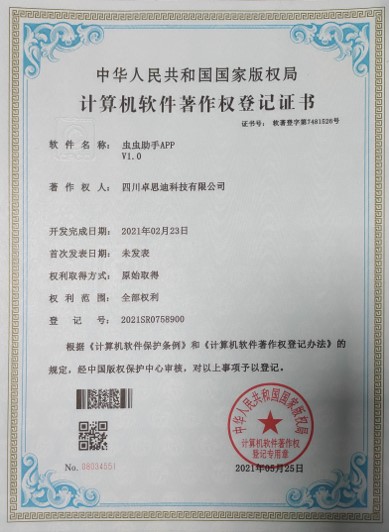 中华人民共和国国家版权局
计算机软件著作权登记证书
证书号： 软著登字第7481526号
软件名称： 虫虫助手APP
V1.0
著作权人： 四川卓思迪科技有限公司
开发完成日期： 2021年02月23日
首次发表日期： 未发表
权利取得方式： 原始取得
权利范围： 全部权利
登记号： 2021SR0758900
根据《计算机软件保护条例》和《计算机软件著作权登记办法》的
规定，经中国版权保护中心审核，对以上事项予以登记。
中华人民共和国国家版权局
计算机软件著作权
登记专用章
No. 08034551
2021年05月25日